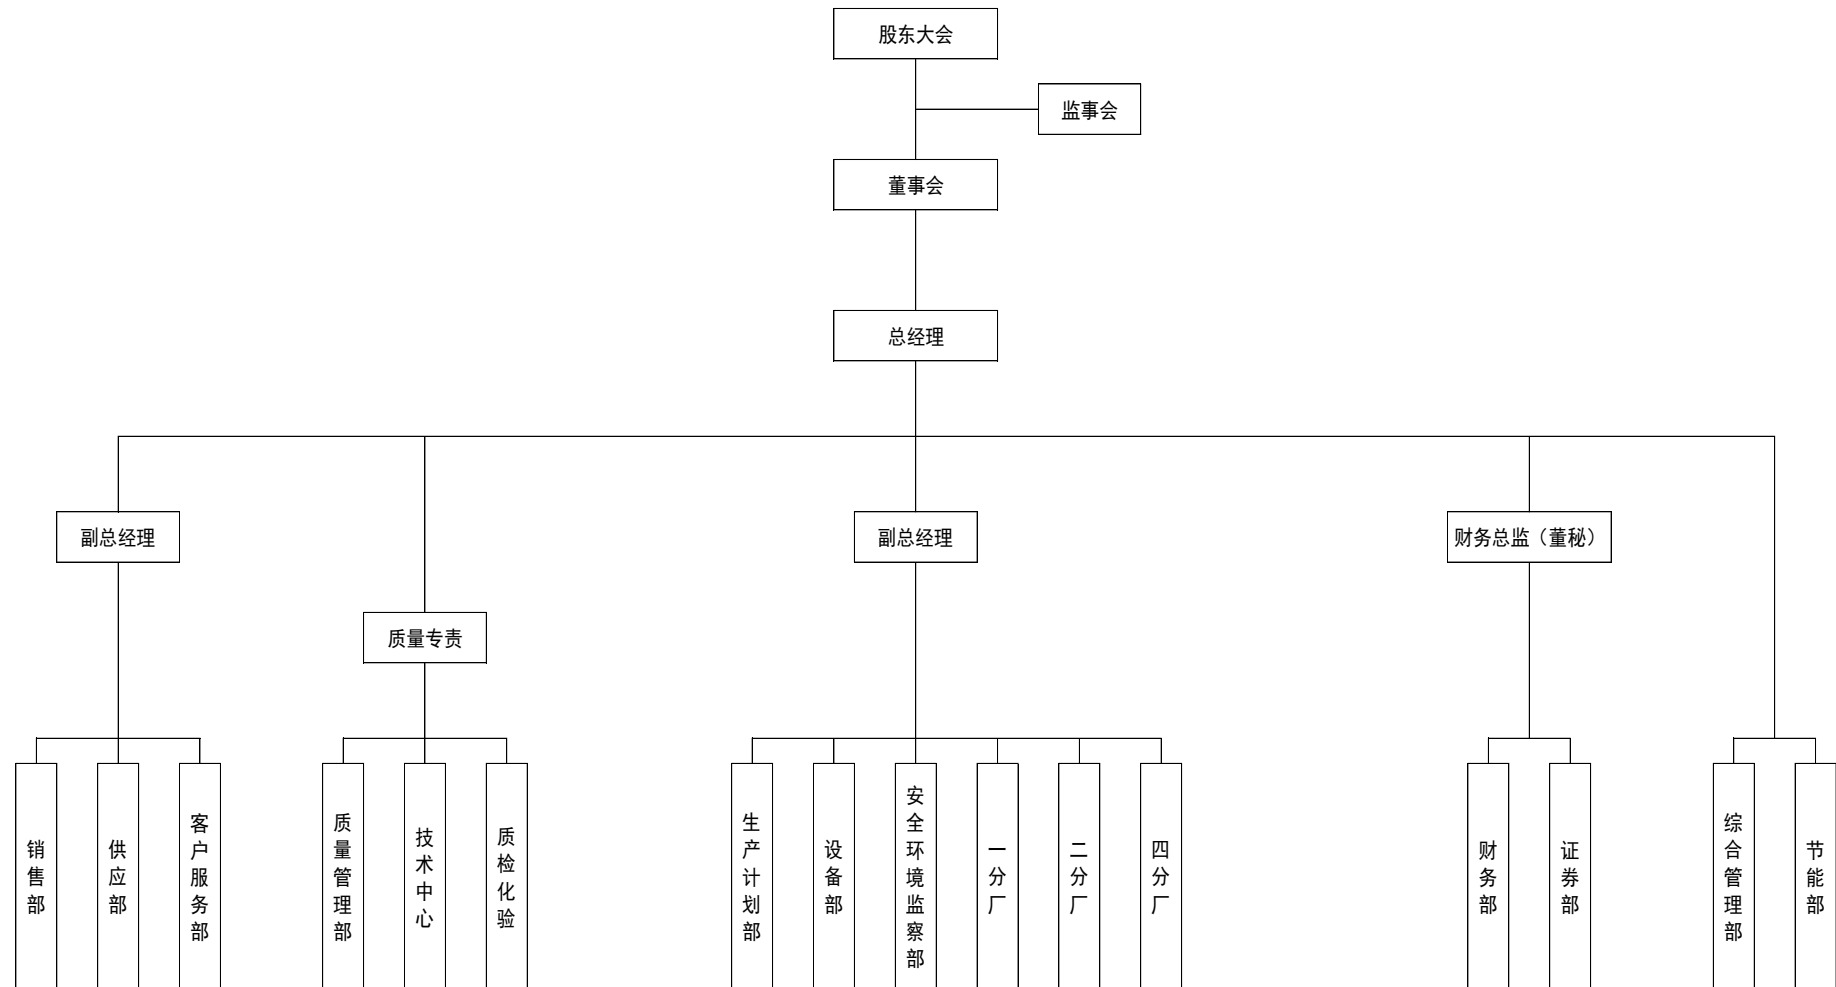 股东大会
监事会
董事会
总经理
副总经理
副总经理
财务总监（董秘）
质量专责
销售部
供应部
客户服务部
质量管理部
技术中心
质检化验
生产计划部
设备部
安全环境监察部
一分厂
二分厂
四分厂
财务部
证券部
综合管理部
节能部